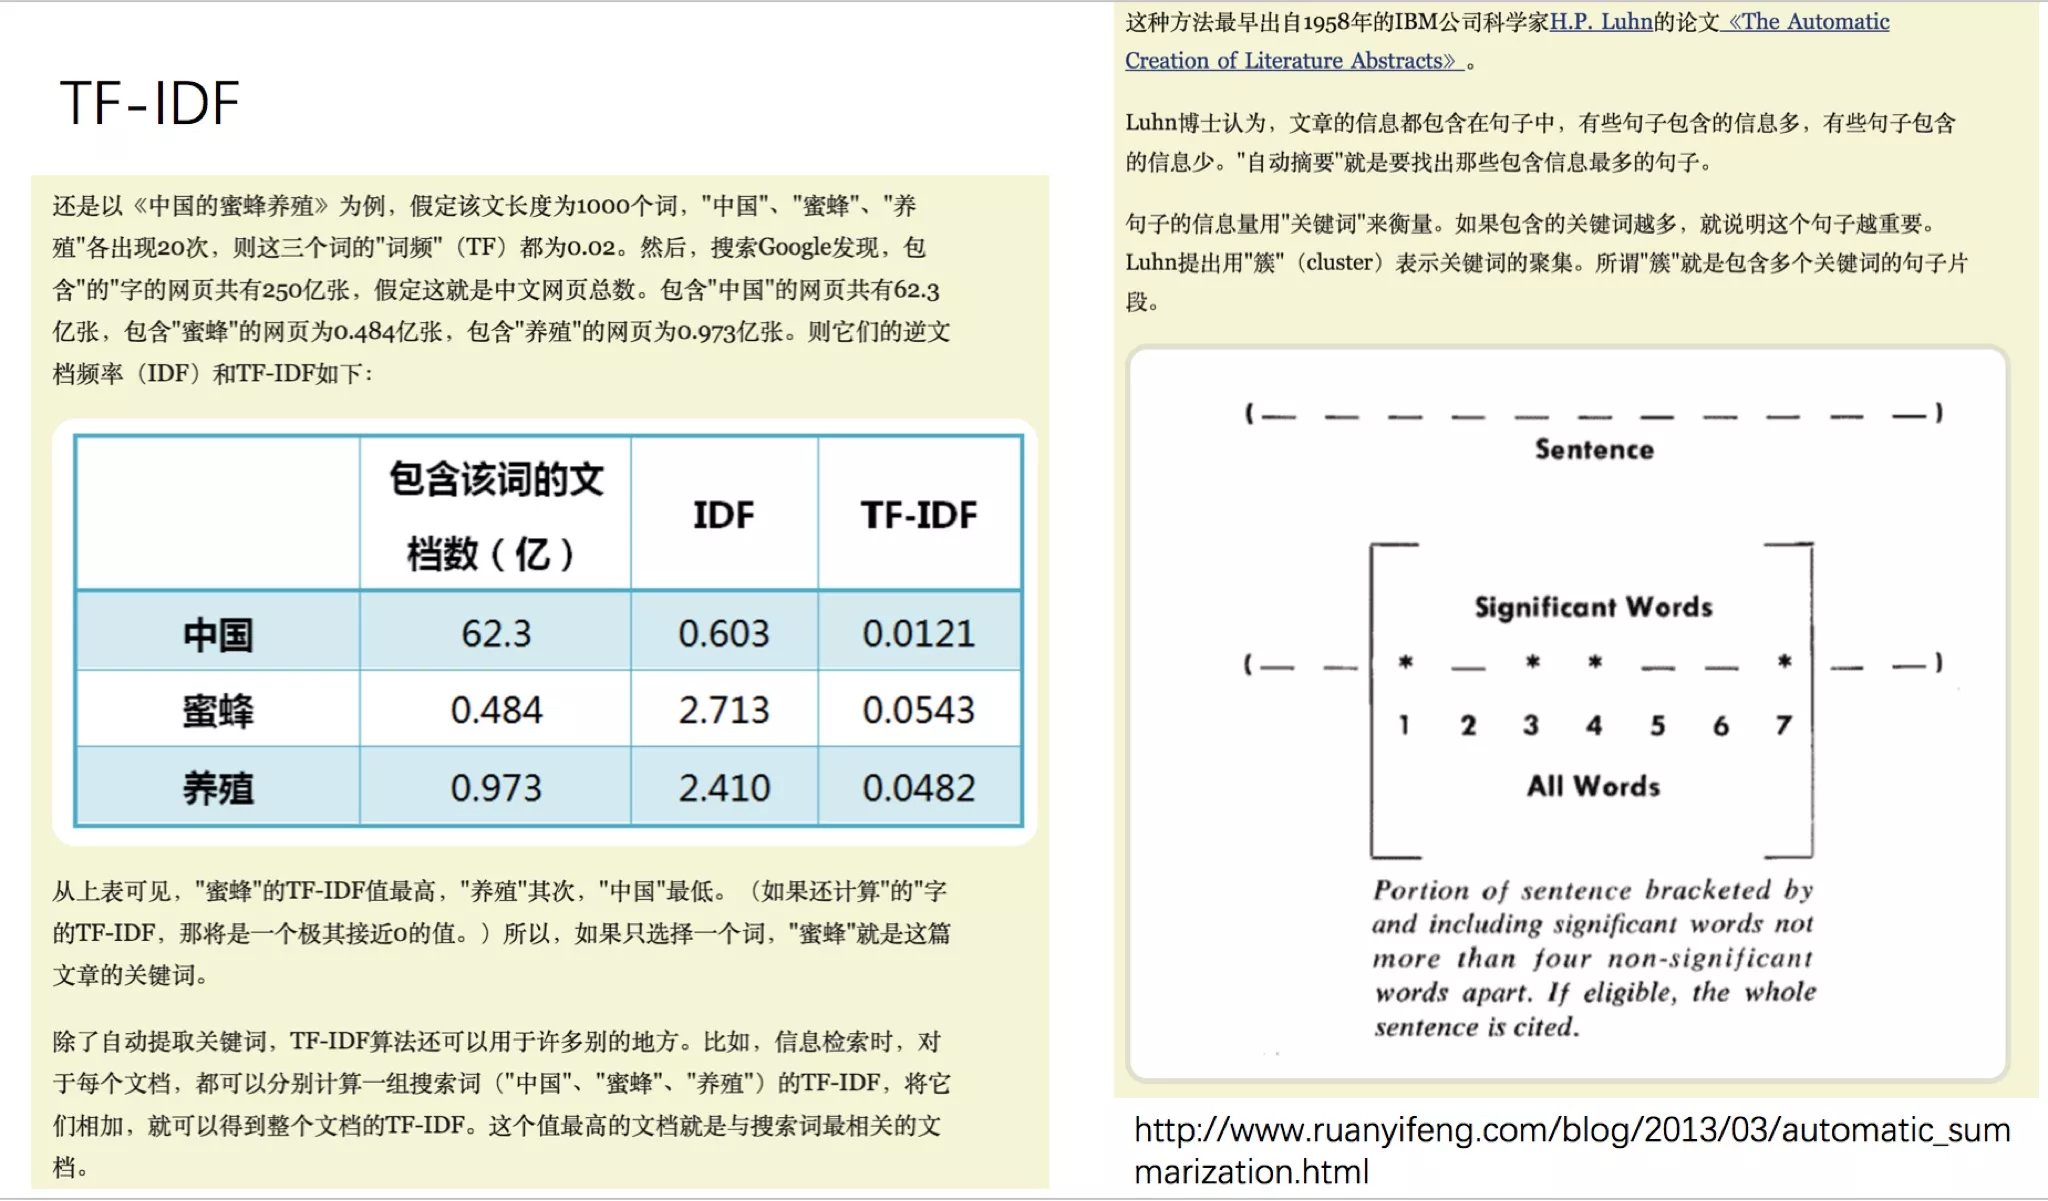 TF-IDF
还是以《中国的蜜蜂养殖》为例，假定该文长度为1000个词，"中国"、"蜜蜂"、"养
殖"各出现20次，则这三个词的"词频"（TF）都为0.02。然后，搜索Google发现，包
含"的"字的网页共有250亿张，假定这就是中文网页总数。包含"中国"的网页共有62.3
亿张，包含"蜜蜂"的网页为0.484亿张，包含"养殖"的网页为0.973亿张。则它们的逆文
档频率（IDF）和TF-IDF如下：
包含该词的文
档数（亿） IDF TF-IDF
中国 62.3 0.603 0.0121
蜜蜂 0.484 2.713 0.0543
养殖 0.973 2.410 0.0482
从上表可见，"蜜蜂"的TF-IDF值最高，"养殖"其次，"中国"最低。（如果还计算"的"字
的TF-IDF，那将是一个极其接近0的值。）所以，如果只选择一个词，"蜜蜂"就是这篇
文章的关键词。
除了自动提取关键词，TF-IDF算法还可以用于许多别的地方。比如，信息检索时，对
于每个文档，都可以分别计算一组搜索词（"中国"、"蜜蜂"、"养殖"）的TF-IDF，将它
们相加，就可以得到整个文档的TF-IDF。这个值最高的文档就是与搜索词最相关的文
档。
这种方法最早出自1958年的IBM公司科学家H.P. Luhn的论文《The Automatic
Creation of Literature Abstracts》。
Luhn博士认为，文章的信息都包含在句子中，有些句子包含的信息多，有些句子包含
的信息少。"自动摘要"就是要找出那些包含信息最多的句子。
句子的信息量用"关键词"来衡量。如果包含的关键词越多，就说明这个句子越重要。
Luhn提出用"簇"（cluster）表示关键词的聚集。所谓"簇"就是包含多个关键词的句子片
段。
(— — — — — — — — — — —)
Sentence
Significant Words
(— — * — * * — — * — —)
1 2 3 4 5 6 7
All Words
Portion of sentence bracketed by
and including significant words not
more than four non-significant
words apart. If eligible, the whole
sentence is cited.
http://www.ruanyifeng.com/blog/2013/03/automatic_sum
marization.html